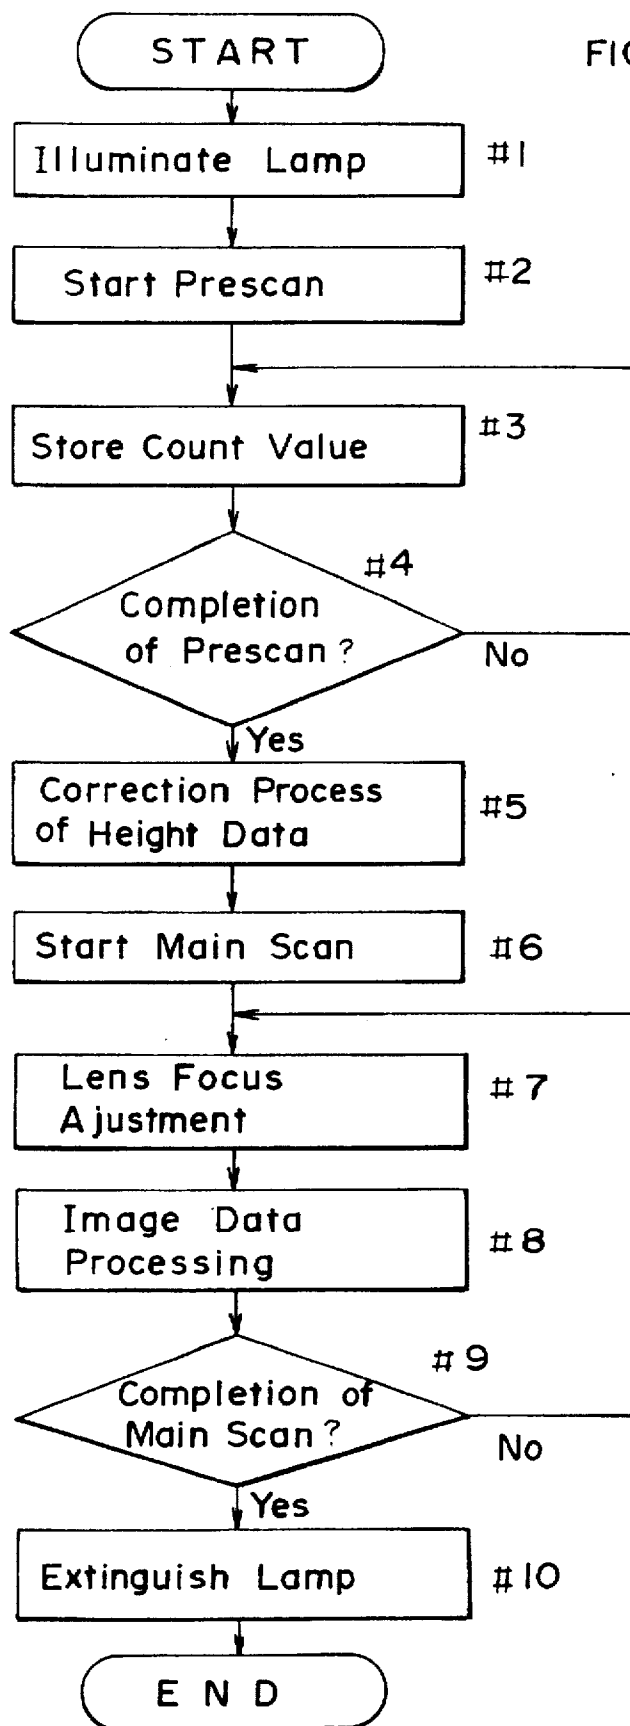 START
FIG
Illuminate Lamp
#1
Start Prescan
#2
Store Count Value
#3
#4
Completion
of Prescan?
No
Yes
Correction Process
of Height Data
#5
Start Main Scan
#6
Lens Focus
Ajustment
#7
Image Data
Processing
#8
#9
Completion of
Main Scan?
No
Yes
Extinguish Lamp
#10
END